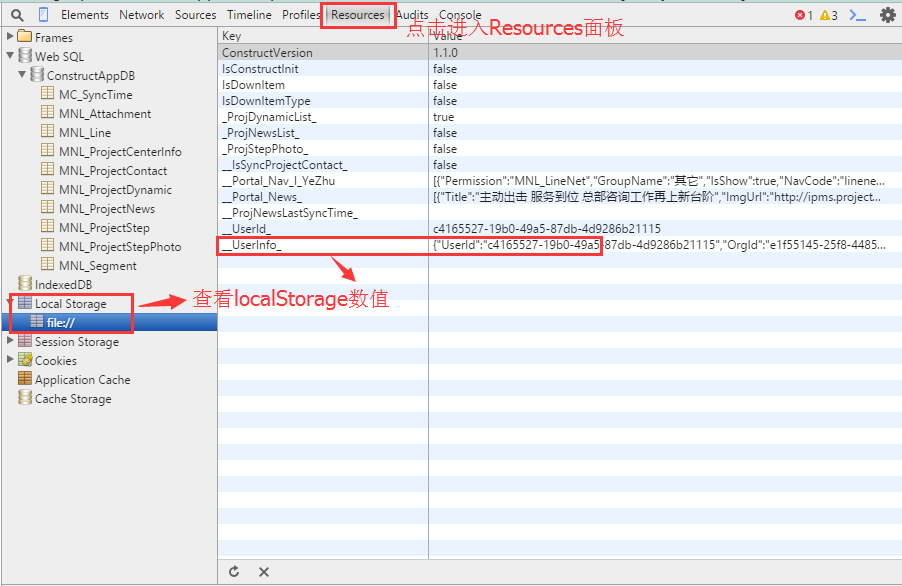 Elements Network Sources Timeline Profiles Resources Audits Console 1 3
点击进入Resources面板
Frames
Web SQL
ConstructAppDB
MC_SyncTime
MNL_Attachment
MNL_Line
MNL_ProjectCenterInfo
MNL_ProjectContact
MNL_ProjectDynamic
MNL_ProjectNews
MNL_ProjectStep
MNL_ProjectStepPhoto
MNL_Segment
IndexedDB
Local Storage
file://
Session Storage
Cookies
Application Cache
Cache Storage
Key Value
ConstructVersion 1.1.0
IsConstructInit false
IsDownItem false
IsDownItemType false
_ProjDynamicList_ true
_ProjNewsList_ false
_ProjStepPhoto_ false
__IsSyncProjectContact_ false
__Portal_Nav_I_YeZhu [{"Permission":"MNL_LineNet","GroupName":"其它","IsShow":true,"NavCode":"linene...
__Portal_News_ [{"Title":"主动出击 服务到位 总部咨询工作再上新台阶","ImgUrl":"http://ipms.project...
__ProjNewsLastSyncTime_
__UserId_ c4165527-19b0-49a5-87db-4d9286b21115
__UserInfo_ {"UserId":"c4165527-19b0-49a5-87db-4d9286b21115","OrgId":"e1f55145-25f8-4485...
查看localStorage数值